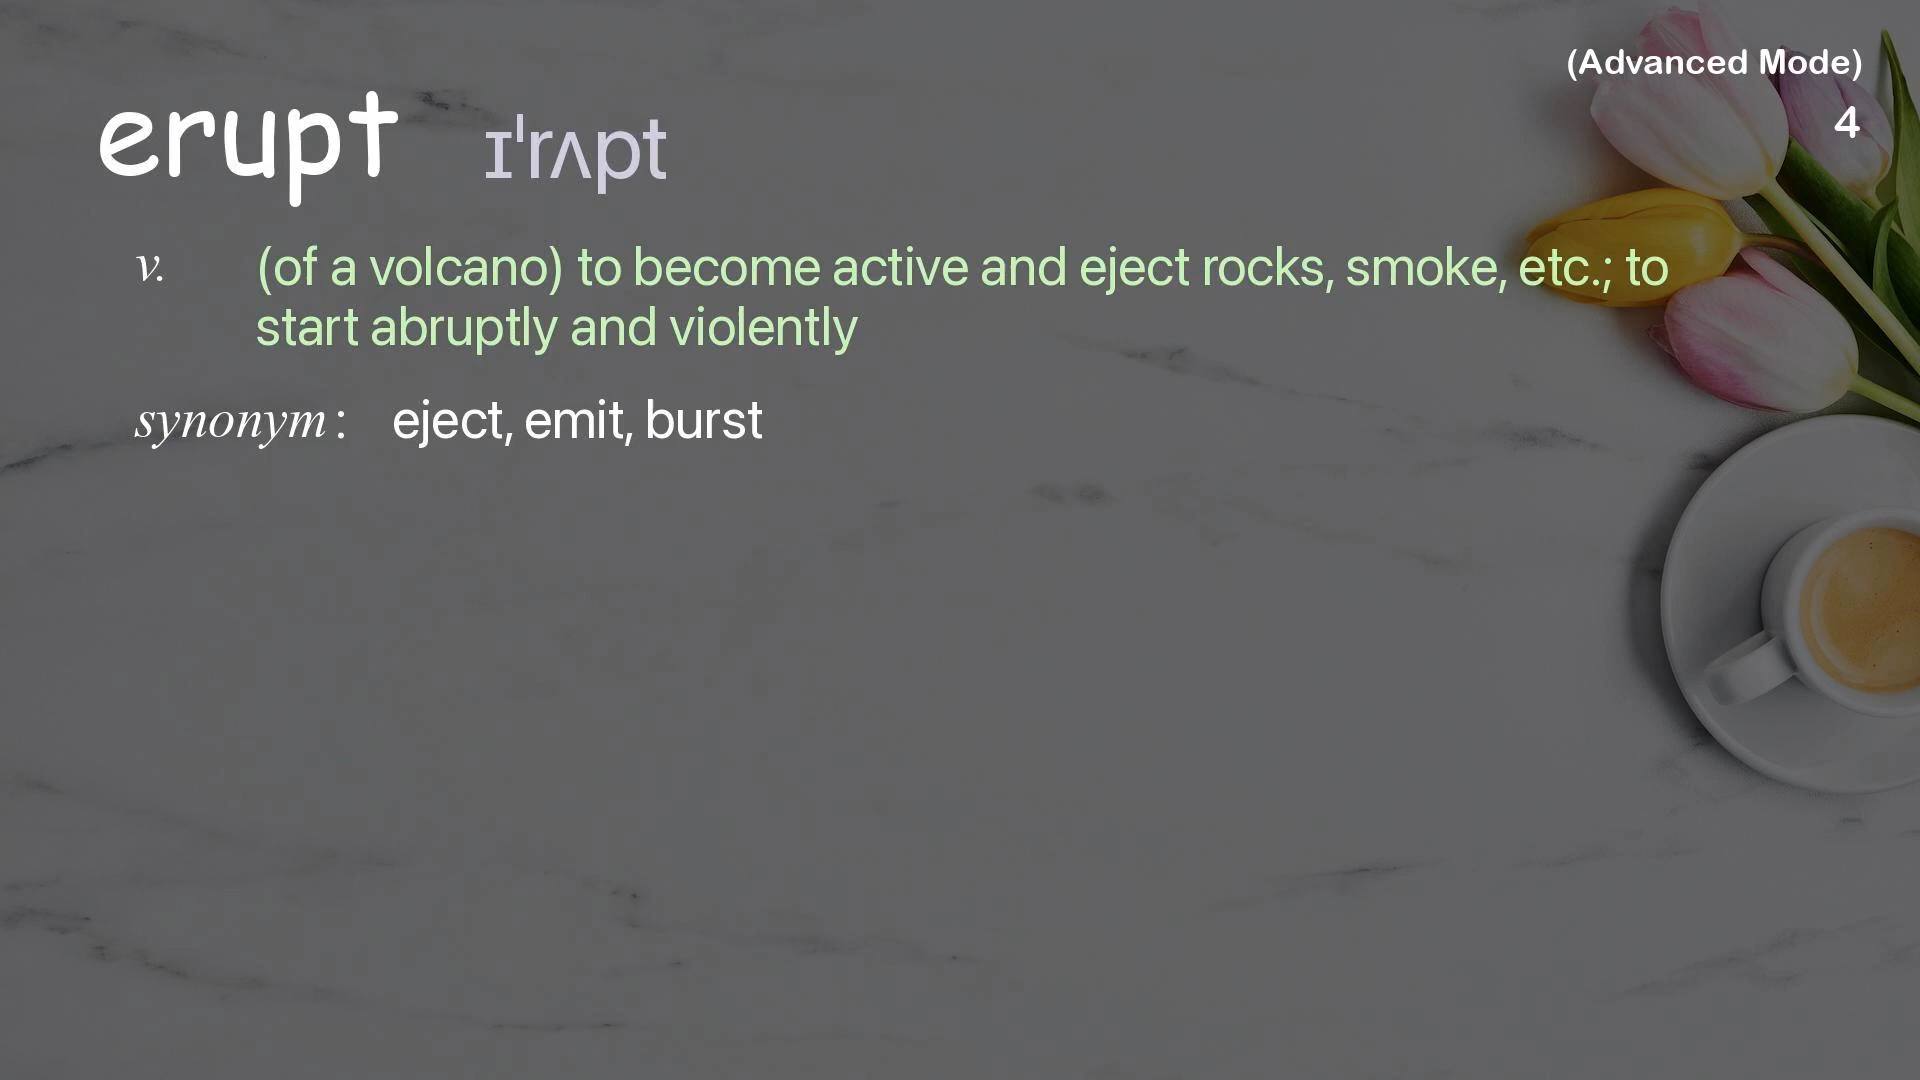 (Advanced Mode)
4
erupt ɪˈrʌpt
v. (of a volcano) to become active and eject rocks, smoke, etc.; to
start abruptly and violently
synonym: eject, emit, burst